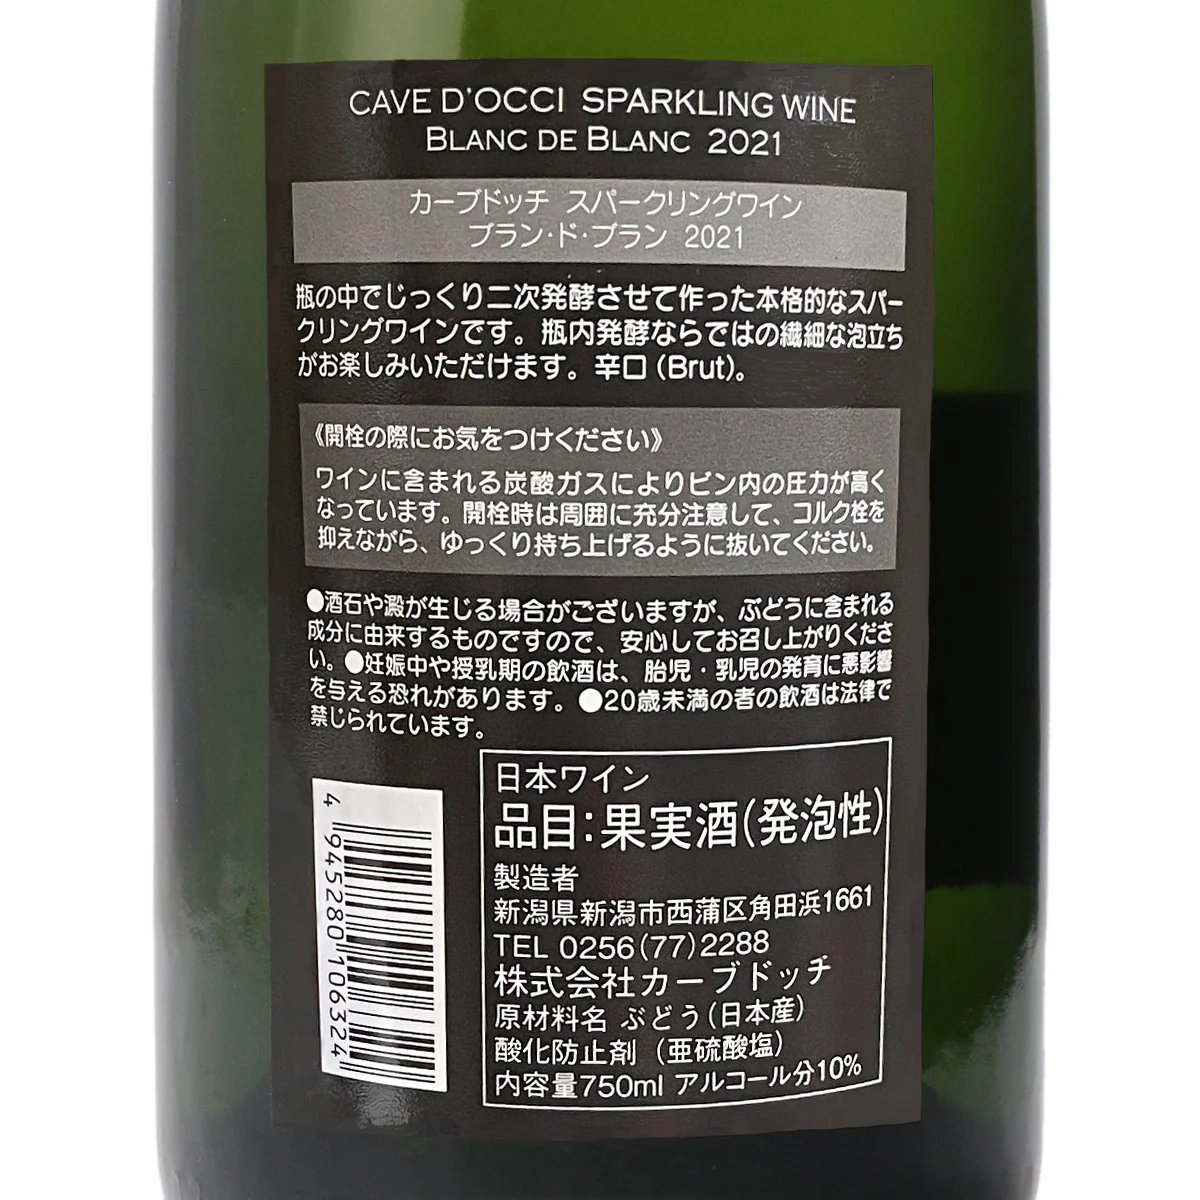 CAVE D'OCCI SPARKLING WINE
BLANC DE BLANC 2021
カーブドッチ スパークリングワイン
ブラン・ド・ブラン 2021
瓶の中でじっくり二次発酵させて作った本格的なスパー
クリングワインです。瓶内発酵ならではの繊細な泡立ち
がお楽しみいただけます。辛口(Brut)。
《開栓の際にお気をつけください》
ワインに含まれる炭酸ガスによりビン内の圧力が高く
なっています。開栓時は周囲に充分注意して、コルク栓を
抑えながら、ゆっくり持ち上げるように抜いてください。
●酒石や澱が生じる場合がございますが、ぶどうに含まれる
成分に由来するものですので、安心してお召し上がりくださ
い。●妊娠中や授乳期の飲酒は、胎児・乳児の発育に悪影響
を与える恐れがあります。●20歳未満の者の飲酒は法律で
禁じられています。
日本ワイン
品目:果実酒(発泡性)
製造者
新潟県新潟市西蒲区角田浜1661
TEL 0256(77)2288
株式会社カーブドッチ
原材料名 ぶどう(日本産)
酸化防止剤 (亜硫酸塩)
内容量750ml アルコール分10%
4 945280 106324